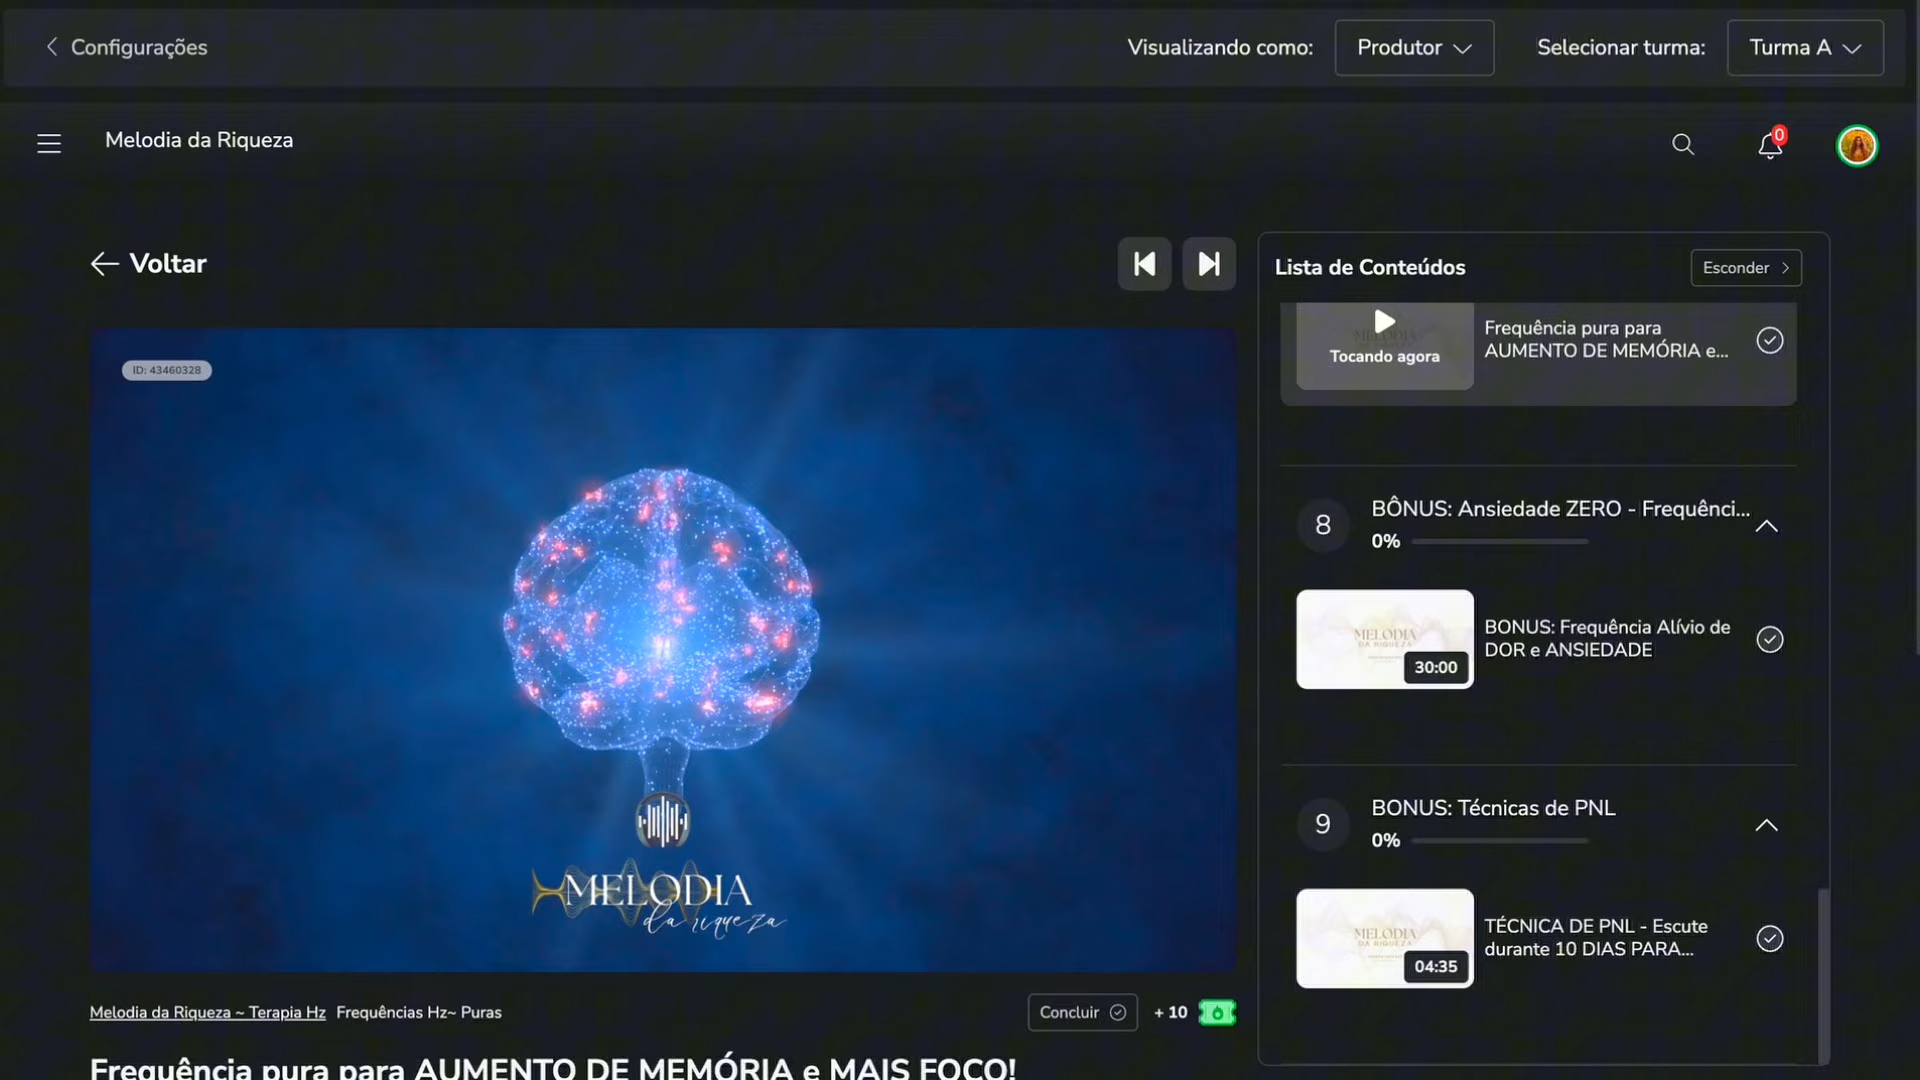 Configurações
Visualizando como:
Produtor
Selecionar turma:
Turma A
Melodia da Riqueza
0
Voltar
ID: 43460328
MELODIA
da riqueza
Melodia da Riqueza ~ Terapia Hz
Frequências Hz~ Puras
Concluir
+ 10
Frequência pura para AUMENTO DE MEMÓRIA e MAIS FOCO!
Lista de Conteúdos
Esconder
Tocando agora
Frequência pura para
AUMENTO DE MEMÓRIA e...
8
BÔNUS: Ansiedade ZERO - Frequênci...
0%
MELODIA
DA RIQUEZA
30:00
BONUS: Frequência Alívio de
DOR e ANSIEDADE
9
BONUS: Técnicas de PNL
0%
MELODIA
DA RIQUEZA
04:35
TÉCNICA DE PNL - Escute
durante 10 DIAS PARA...